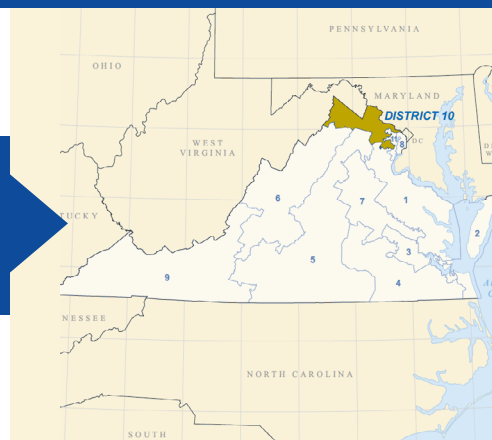 PENNSYLVANIA
OHIO
MARYLAND
DISTRICT 10
11
8
DC
WEST
VIRGINIA
D
W
TUCKY
6
7
1
2
5
3
9
4
A
NESSEE
NORTH CAROLINA
SOUTH